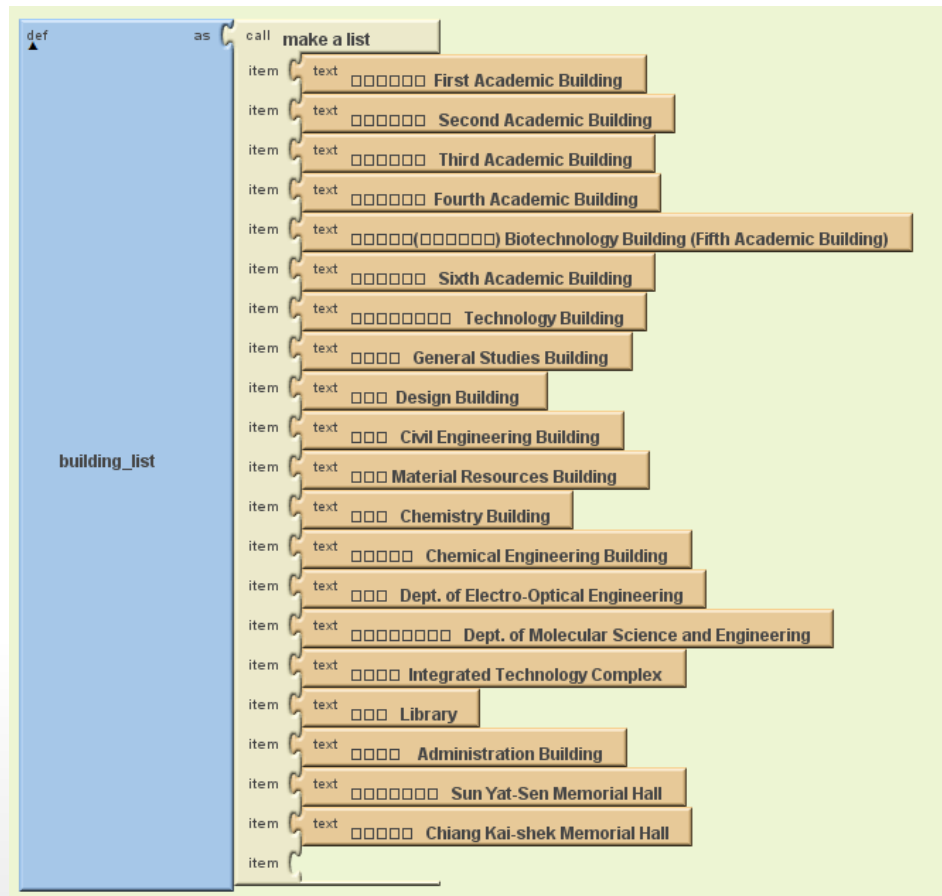 def as call make a list
item text □□□□□□ First Academic Building
item text □□□□□□ Second Academic Building
item text □□□□□□ Third Academic Building
item text □□□□□□ Fourth Academic Building
item text □□□□□(□□□□□□) Biotechnology Building (Fifth Academic Building)
item text □□□□□□ Sixth Academic Building
item text □□□□□□□□ Technology Building
item text □□□□ General Studies Building
item text □□□ Design Building
item text □□□ Civil Engineering Building
building_list
item text □□□ Material Resources Building
item text □□□ Chemistry Building
item text □□□□□ Chemical Engineering Building
item text □□□ Dept. of Electro-Optical Engineering
item text □□□□□□□□ Dept. of Molecular Science and Engineering
item text □□□□ Integrated Technology Complex
item text □□□ Library
item text □□□□ Administration Building
item text □□□□□□□ Sun Yat-Sen Memorial Hall
item text □□□□□ Chiang Kai-shek Memorial Hall
item